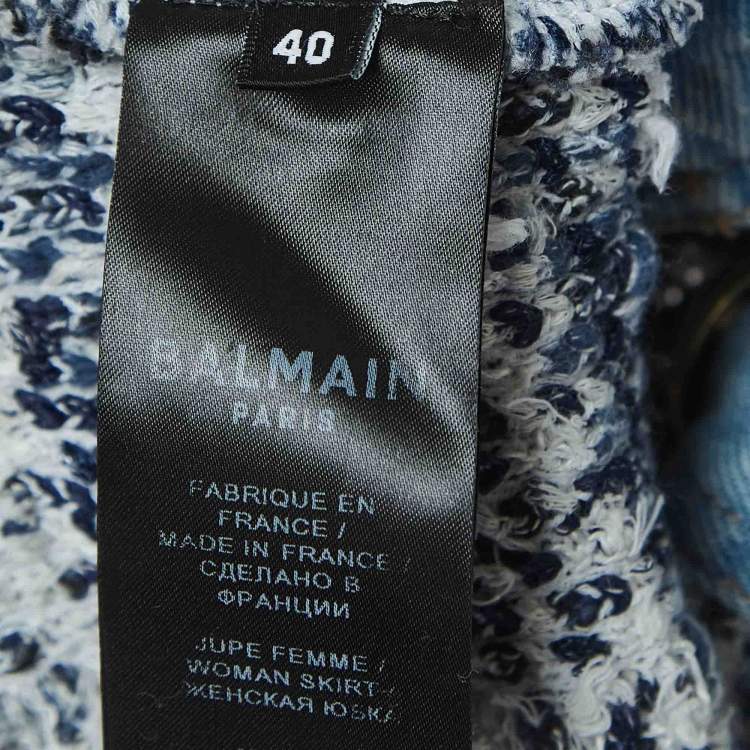 40
BALMAIN
PARIS
FABRIQUE EN
FRANCE /
MADE IN FRANCE /
СДЕЛАНО В
ФРАНЦИИ
JUPE FEMME /
WOMAN SKIRT /
ЖЕНСКАЯ ЮБКА